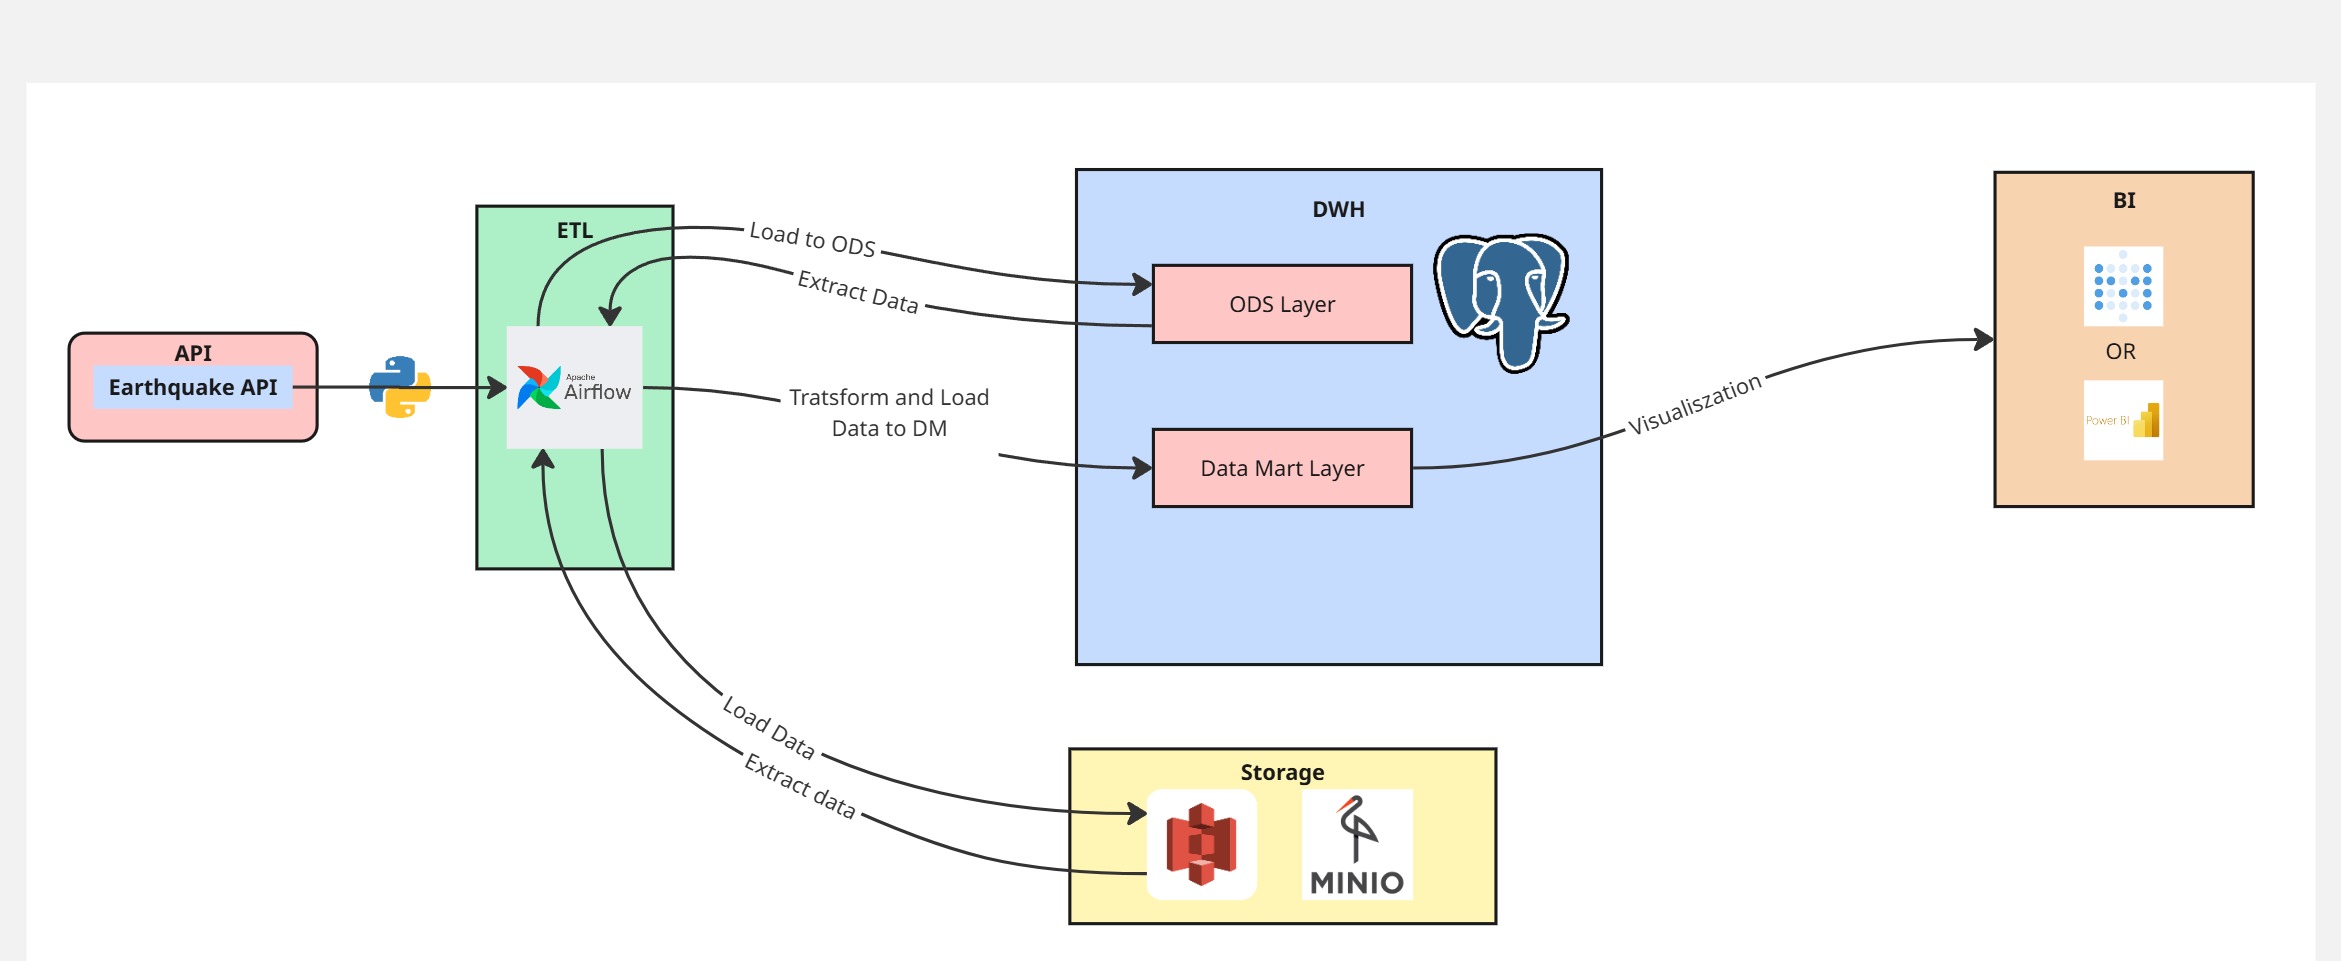 API
Earthquake API
ETL
Apache
Airflow
Load to ODS
Extract Data
Tratsform and Load
Data to DM
Load Data
Extract data
DWH
ODS Layer
Data Mart Layer
Visualiszation
BI
OR
Power BI
Storage
MINIO